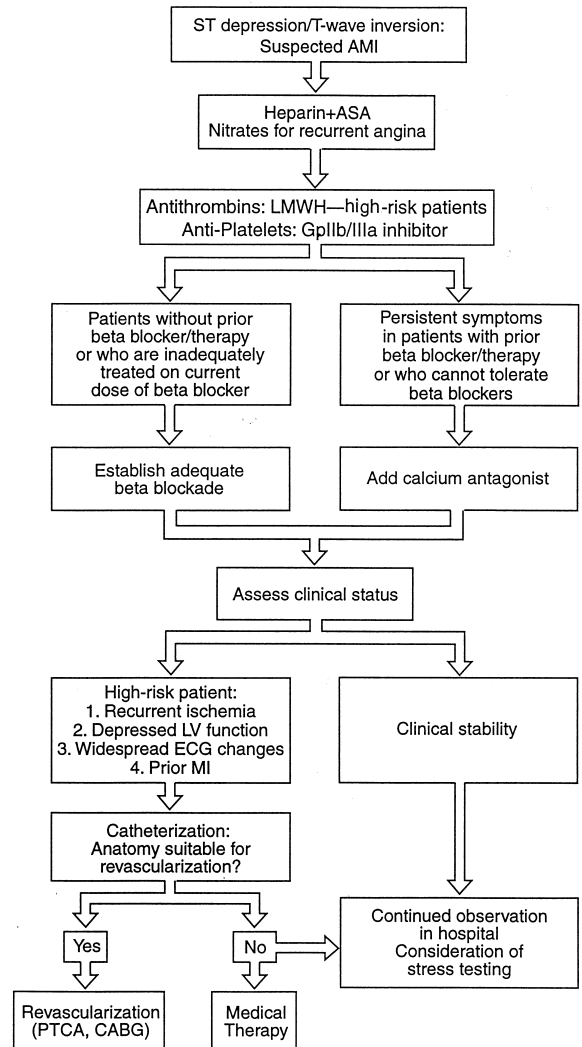 ST depression/T-wave inversion:
Suspected AMI
Heparin+ASA
Nitrates for recurrent angina
Antithrombins: LMWH—high-risk patients
Anti-Platelets: GpIIb/IIIa inhibitor
Patients without prior
beta blocker/therapy
or who are inadequately
treated on current
dose of beta blocker
Persistent symptoms
in patients with prior
beta blocker/therapy
or who cannot tolerate
beta blockers
Establish adequate
beta blockade
Add calcium antagonist
Assess clinical status
High-risk patient:
1. Recurrent ischemia
2. Depressed LV function
3. Widespread ECG changes
4. Prior MI
Clinical stability
Catheterization:
Anatomy suitable for
revascularization?
Yes
No
Continued observation
in hospital
Consideration of
stress testing
Revascularization
(PTCA, CABG)
Medical
Therapy